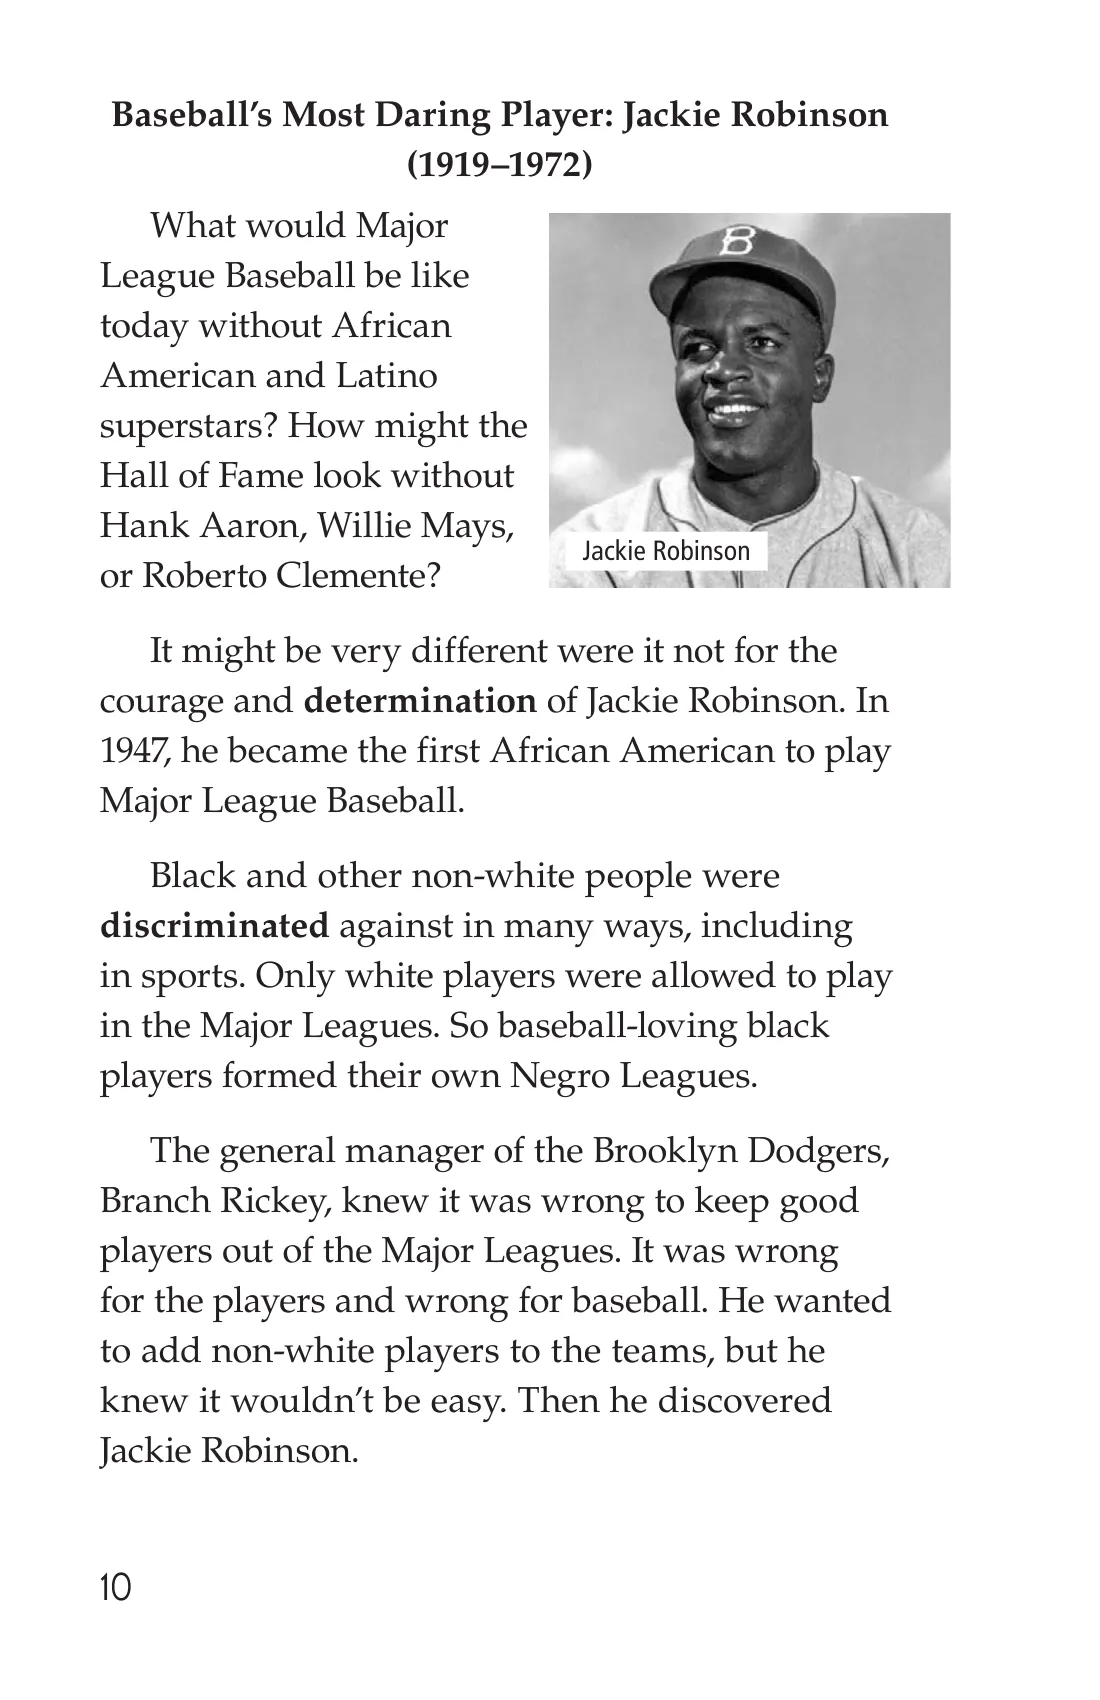 Baseball’s Most Daring Player: Jackie Robinson
(1919–1972)
What would Major
League Baseball be like
today without African
American and Latino
superstars? How might the
Hall of Fame look without
Hank Aaron, Willie Mays,
or Roberto Clemente?
B
Jackie Robinson
It might be very different were it not for the
courage and determination of Jackie Robinson. In
1947, he became the first African American to play
Major League Baseball.
Black and other non-white people were
discriminated against in many ways, including
in sports. Only white players were allowed to play
in the Major Leagues. So baseball-loving black
players formed their own Negro Leagues.
The general manager of the Brooklyn Dodgers,
Branch Rickey, knew it was wrong to keep good
players out of the Major Leagues. It was wrong
for the players and wrong for baseball. He wanted
to add non-white players to the teams, but he
knew it wouldn’t be easy. Then he discovered
Jackie Robinson.
10